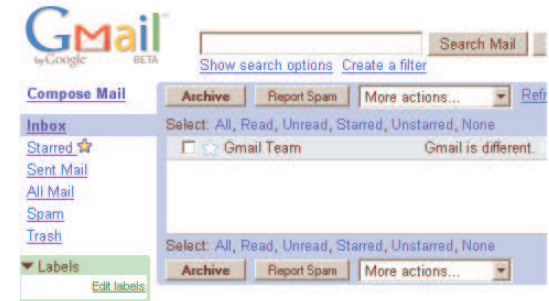 Gmail
by Google BETA
Search Mail
Show search options Create a filter
Compose Mail
Archive Report Spam More actions... Refr
Inbox
Select: All, Read, Unread, Starred, Unstarred, None
Starred
Gmail Team Gmail is different.
Sent Mail
All Mail
Spam
Trash
Select: All, Read, Unread, Starred, Unstarred, None
Labels
Archive Report Spam More actions...
Edit labels